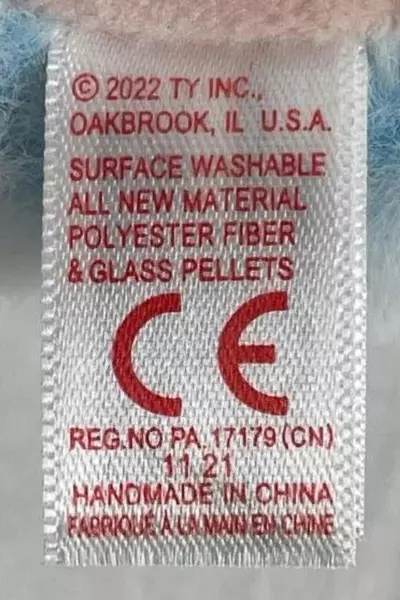 © 2022 TY INC.,
OAKBROOK, IL U.S.A.
SURFACE WASHABLE
ALL NEW MATERIAL
POLYESTER FIBER
& GLASS PELLETS
CE
REG.NO PA.17179(CN)
11 21
HANDMADE IN CHINA
FABRIQUÉ À LA MAIN EN CHINE